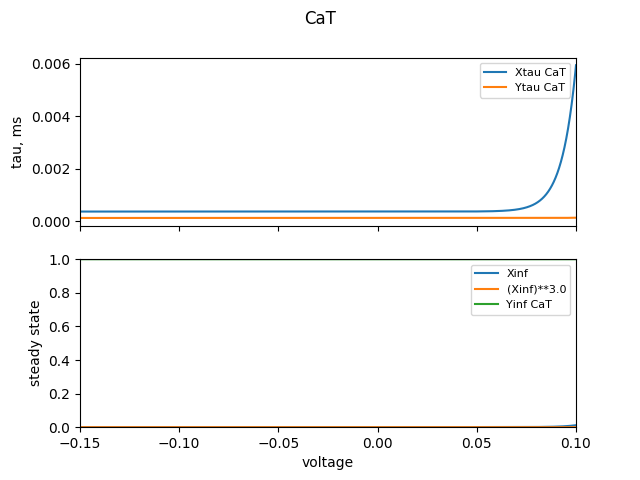 CaT
0.006
0.004
0.002
0.000
tau, ms
Xtau CaT
Ytau CaT
1.0
0.8
0.6
0.4
0.2
0.0
steady state
Xinf
(Xinf)**3.0
Yinf CaT
−0.15
−0.10
−0.05
0.00
0.05
0.10
voltage